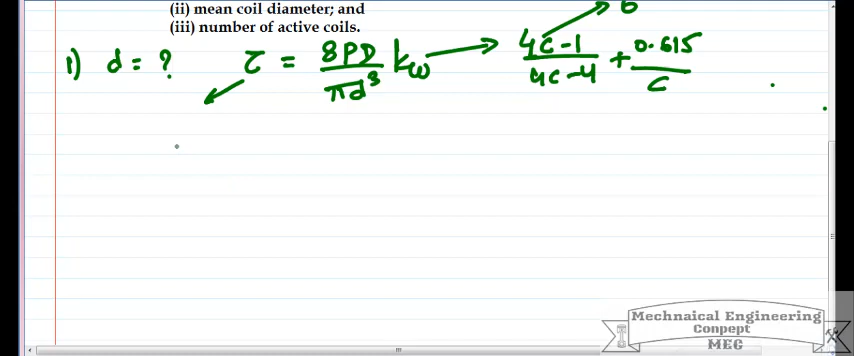 (ii) mean coil diameter; and
(iii) number of active coils.
6
1) d = ? τ = 8PD/πd³ kω → 4C-1/4C-4 + 0.615/C
Mechnaical Engineering
Conpept
MEC